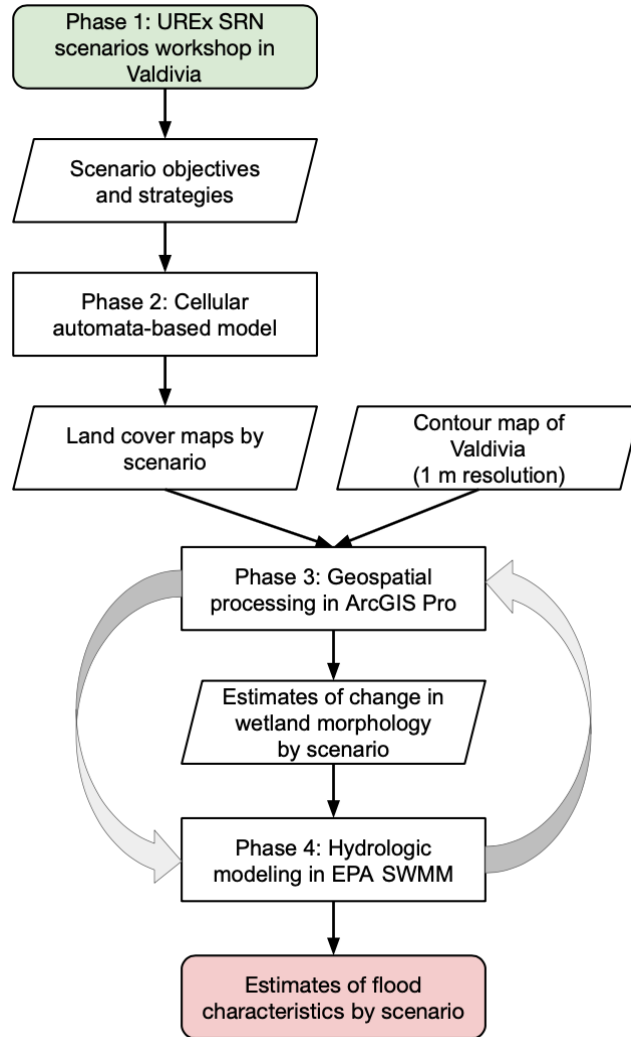 Phase 1: UREx SRN
scenarios workshop in
Valdivia
Scenario objectives
and strategies
Phase 2: Cellular
automata-based model
Land cover maps by
scenario
Contour map of
Valdivia
(1 m resolution)
Phase 3: Geospatial
processing in ArcGIS Pro
Estimates of change in
wetland morphology
by scenario
Phase 4: Hydrologic
modeling in EPA SWMM
Estimates of flood
characteristics by scenario